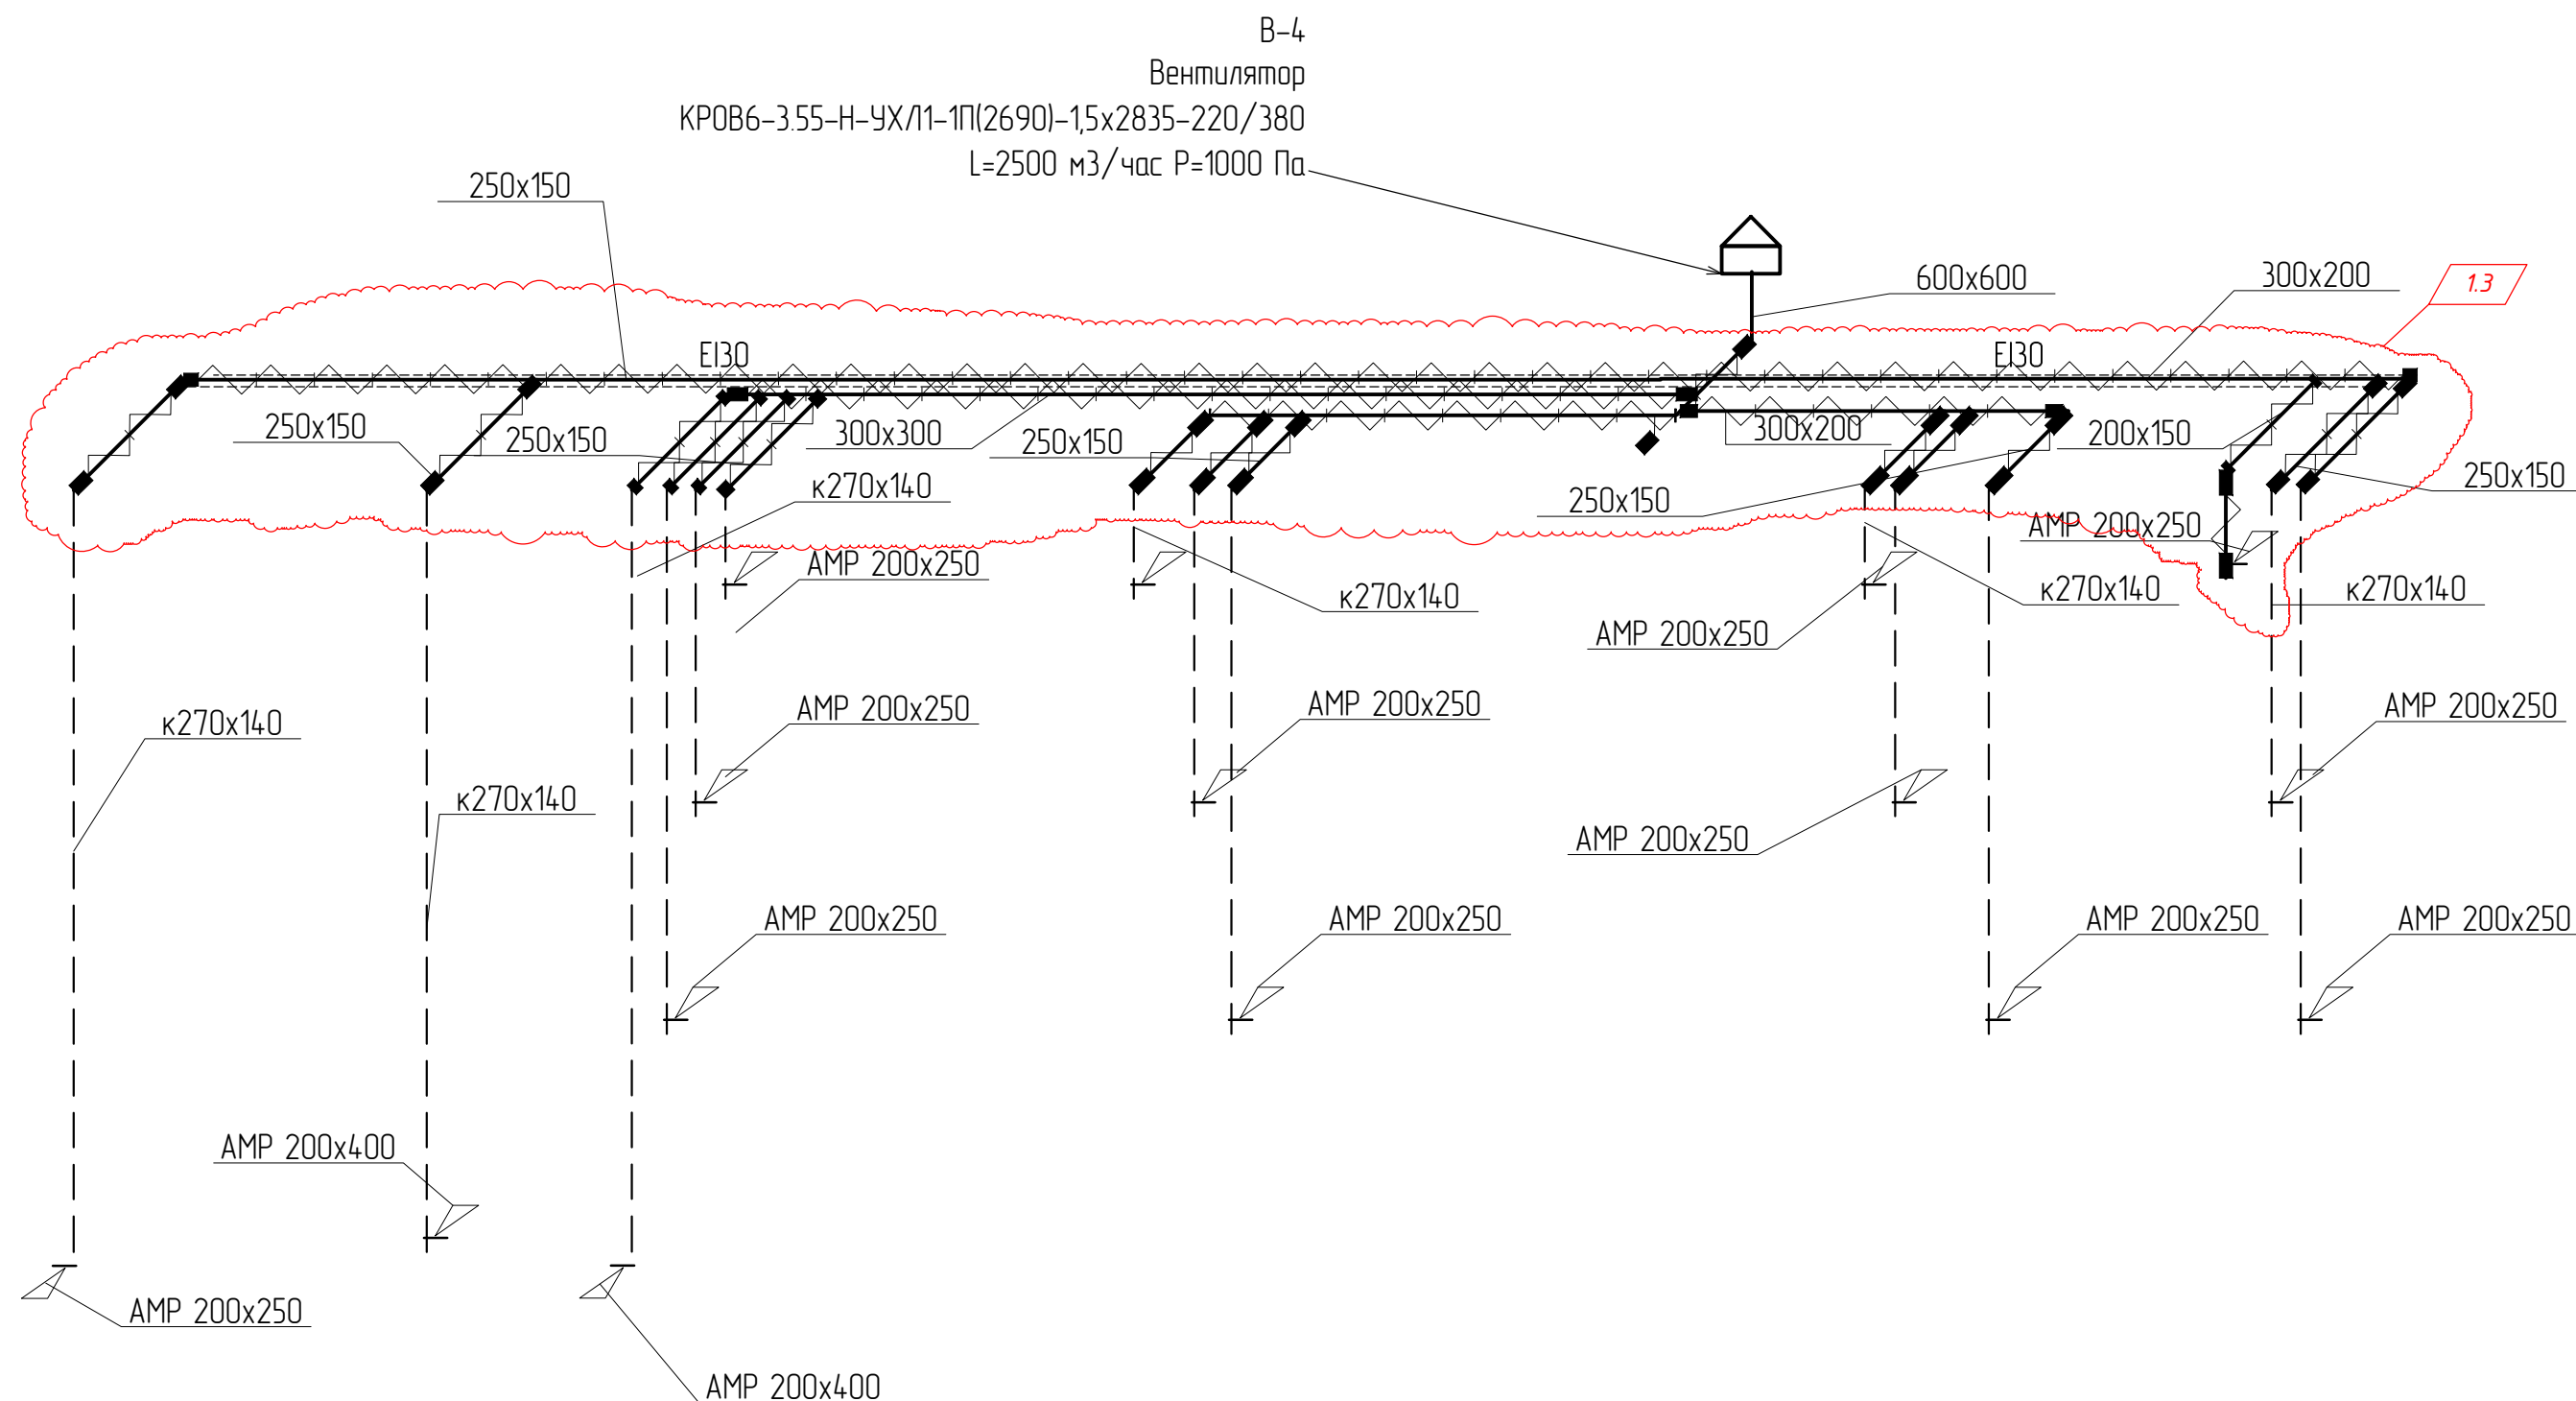 В-4
Вентилятор
КРОВ6-3.55-Н-УХЛ1-1П(2690)-1,5х2835-220/380
L=2500 м3/час Р=1000 Па
250х150
600х600
300х200
1.3
EI30
EI30
250х150
250х150
300х300
250х150
300х200
200х150
250х150
к270х140
250х150
АМР 200х250
АМР 200х250
к270х140
к270х140
к270х140
АМР 200х250
АМР 200х250
АМР 200х250
АМР 200х250
к270х140
к270х140
АМР 200х250
АМР 200х250
АМР 200х250
АМР 200х250
АМР 200х250
АМР 200х400
АМР 200х250
АМР 200х400